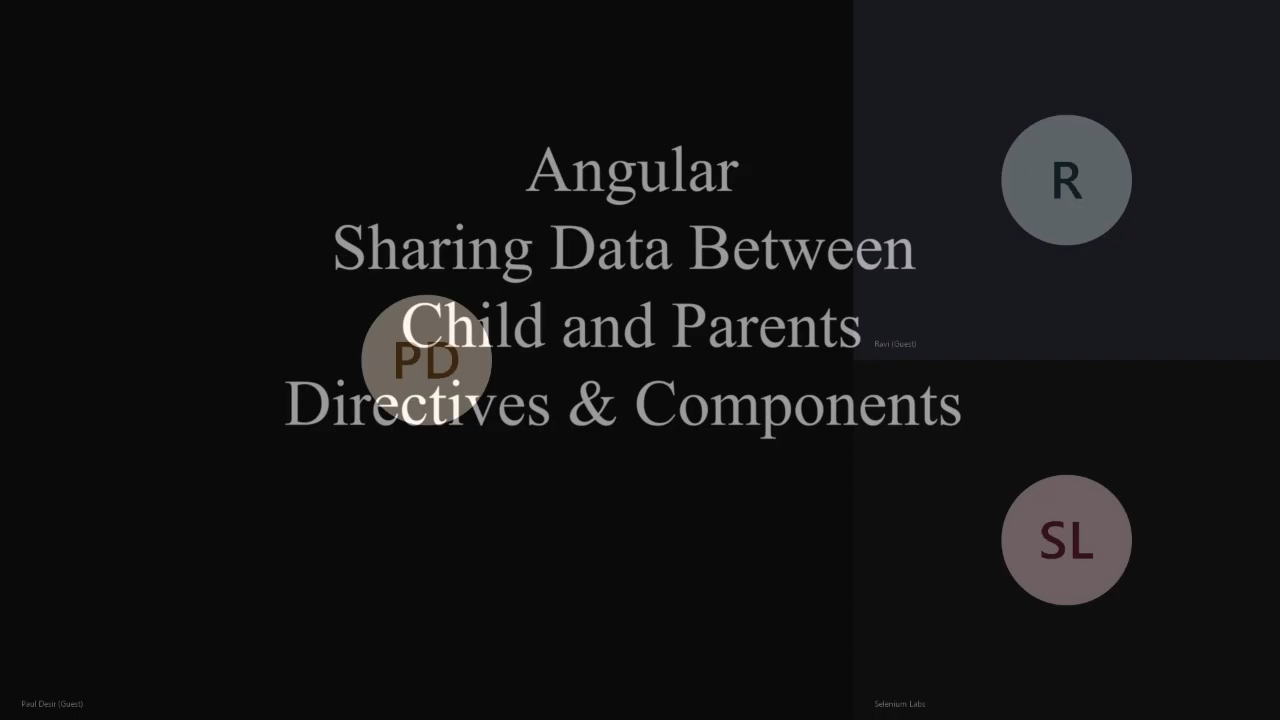 Angular
Sharing Data Between
Child and Parents
Directives & Components
PD
R
Ravi (Guest)
SL
Paul Desir (Guest)
Selenium Labs